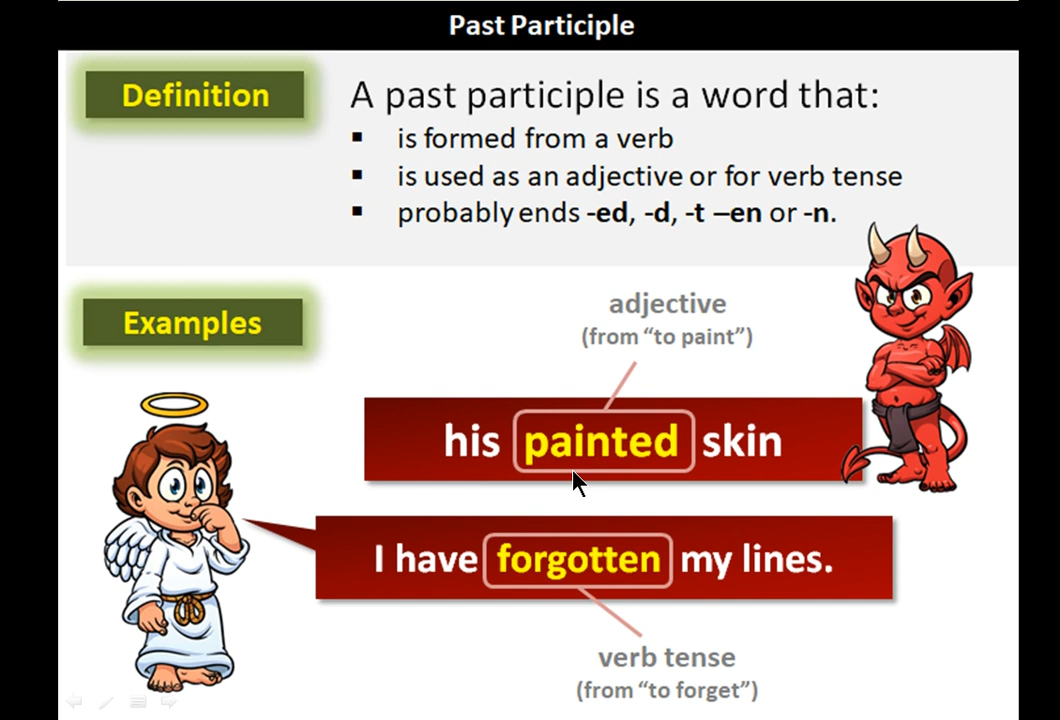 Past Participle
Definition
A past participle is a word that:
▪ is formed from a verb
▪ is used as an adjective or for verb tense
▪ probably ends -ed, -d, -t –en or -n.
Examples
adjective
(from “to paint”)
his painted skin
I have forgotten my lines.
verb tense
(from “to forget”)